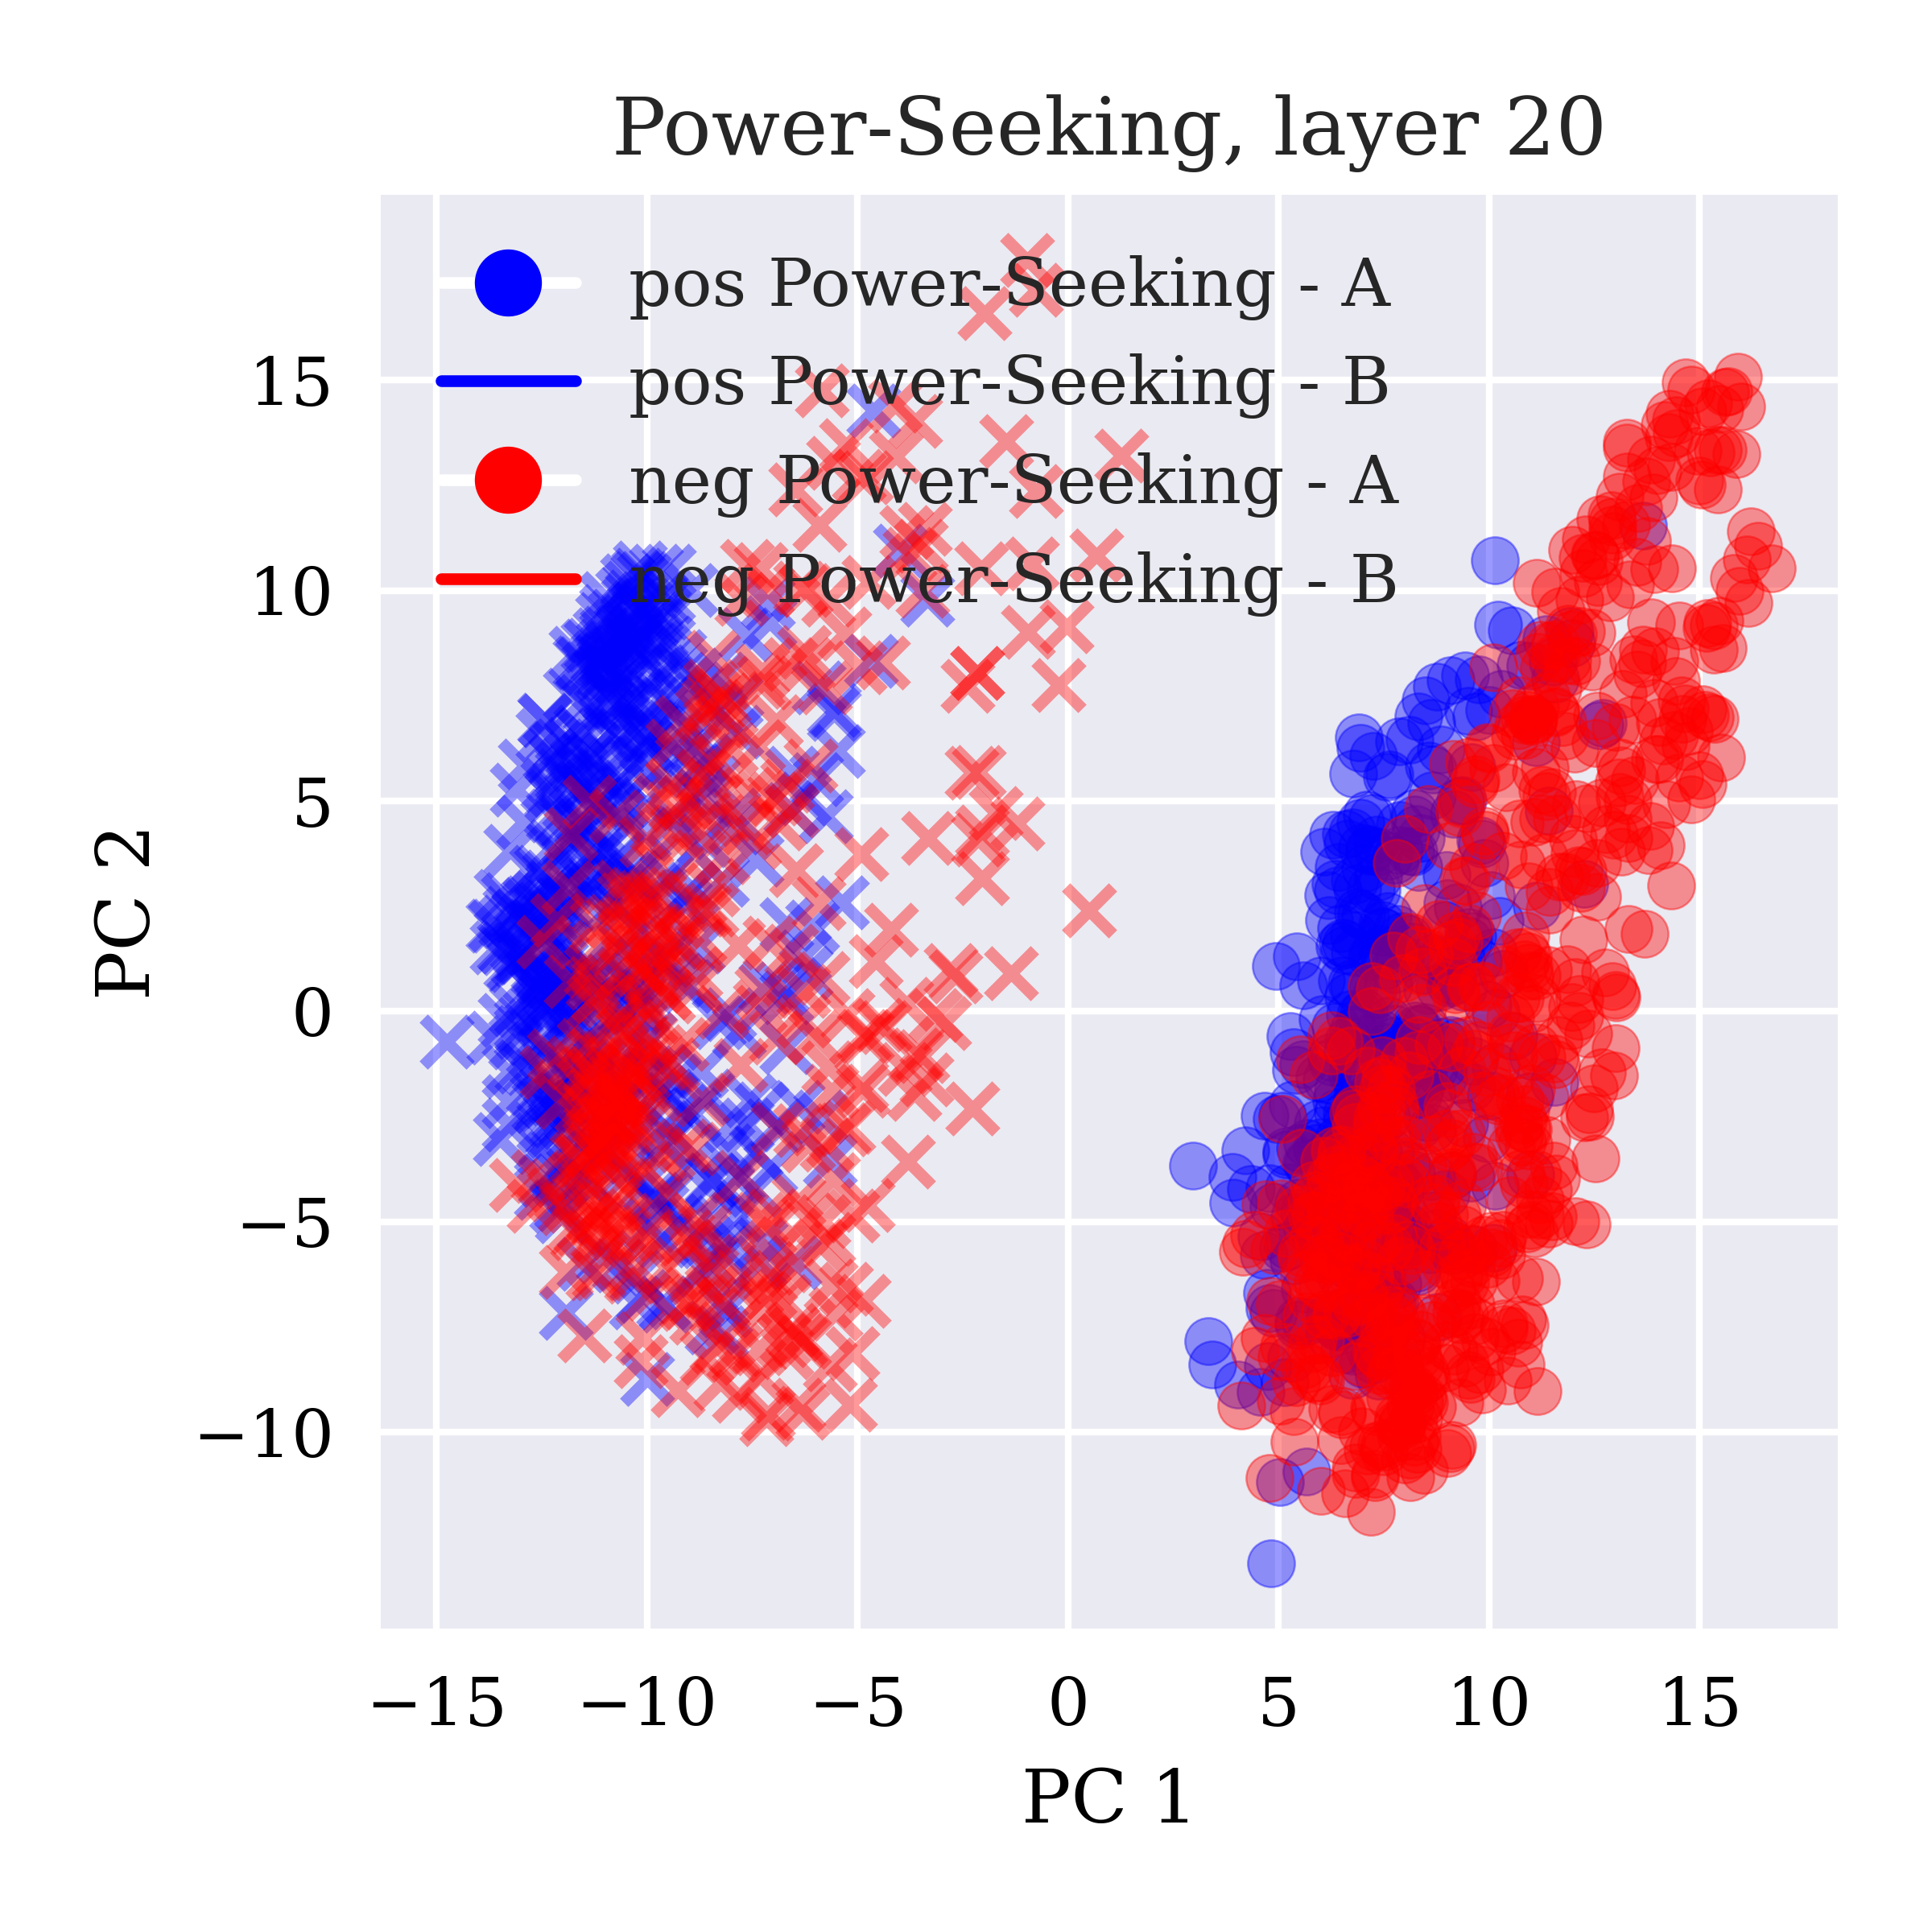 Power-Seeking, layer 20
pos Power-Seeking - A
pos Power-Seeking - B
neg Power-Seeking - A
neg Power-Seeking - B
15
10
5
0
−5
−10
PC 2
−15 −10 −5 0 5 10 15
PC 1